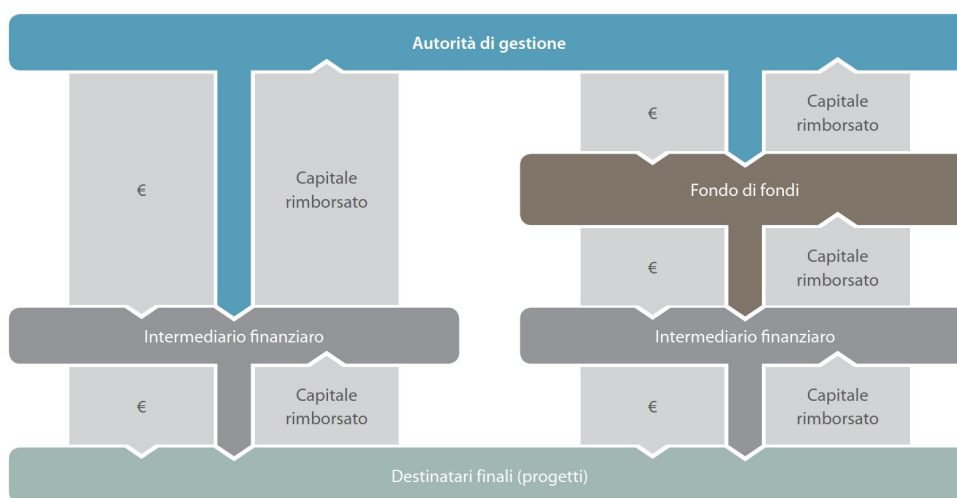 Autorità di gestione
€
Capitale
rimborsato
€
Capitale
rimborsato
Fondo di fondi
€
Capitale
rimborsato
Intermediario finanziaro
Intermediario finanziaro
€
Capitale
rimborsato
€
Capitale
rimborsato
Destinatari finali (progetti)